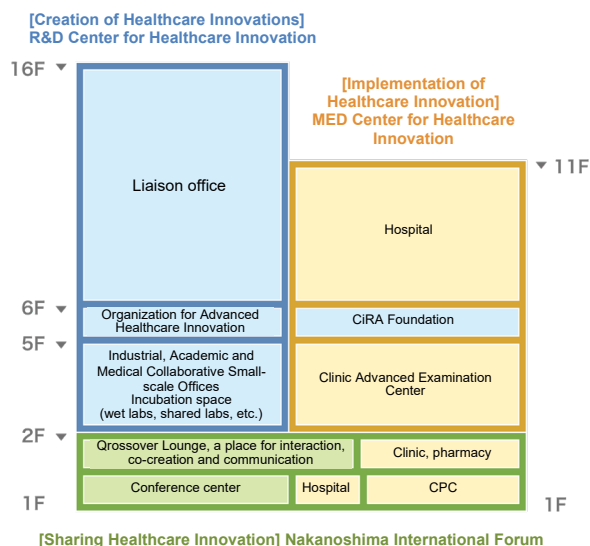 [Creation of Healthcare Innovations]
R&D Center for Healthcare Innovation
16F
[Implementation of
Healthcare Innovation]
MED Center for Healthcare
Innovation
11F
Liaison office
Hospital
6F
Organization for Advanced
Healthcare Innovation
CiRA Foundation
5F
Industrial, Academic and
Medical Collaborative Small-
scale Offices
Incubation space
(wet labs, shared labs, etc.)
Clinic Advanced Examination
Center
2F
Qrossover Lounge, a place for interaction,
co-creation and communication
Clinic, pharmacy
Conference center
Hospital
CPC
1F
1F
[Sharing Healthcare Innovation] Nakanoshima International Forum